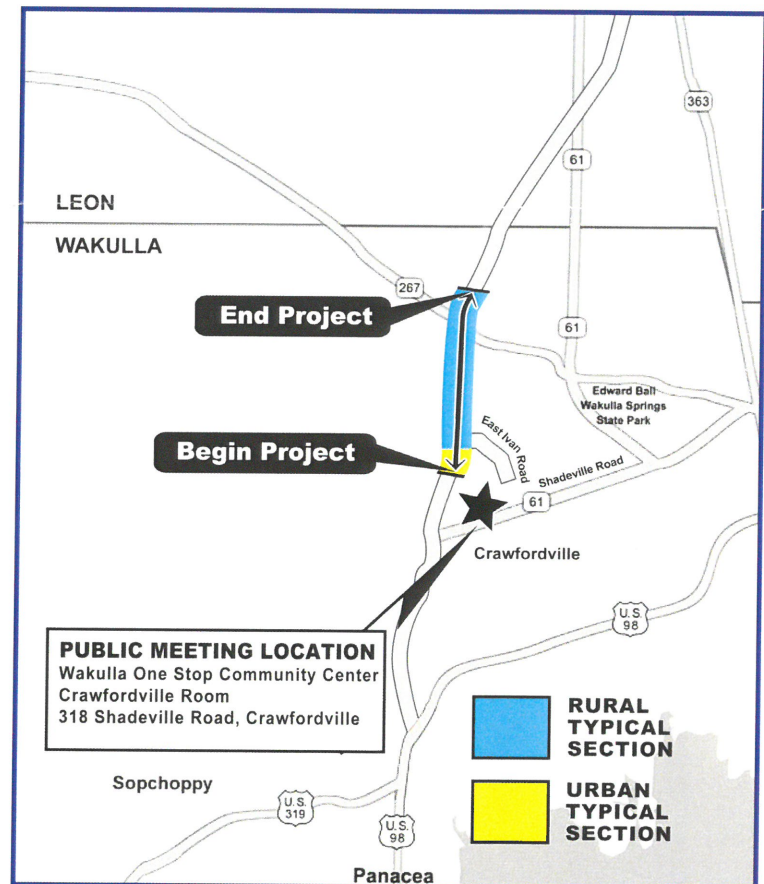 363
61
LEON
WAKULLA
267
End Project
61
Edward Ball
Wakulla Springs
State Park
East Ivan Road
Begin Project
Shadeville Road
61
Crawfordville
U.S.
98
PUBLIC MEETING LOCATION
Wakulla One Stop Community Center
Crawfordville Room
318 Shadeville Road, Crawfordville
RURAL
TYPICAL
SECTION
Sopchoppy
U.S.
319
U.S.
98
URBAN
TYPICAL
SECTION
Panacea